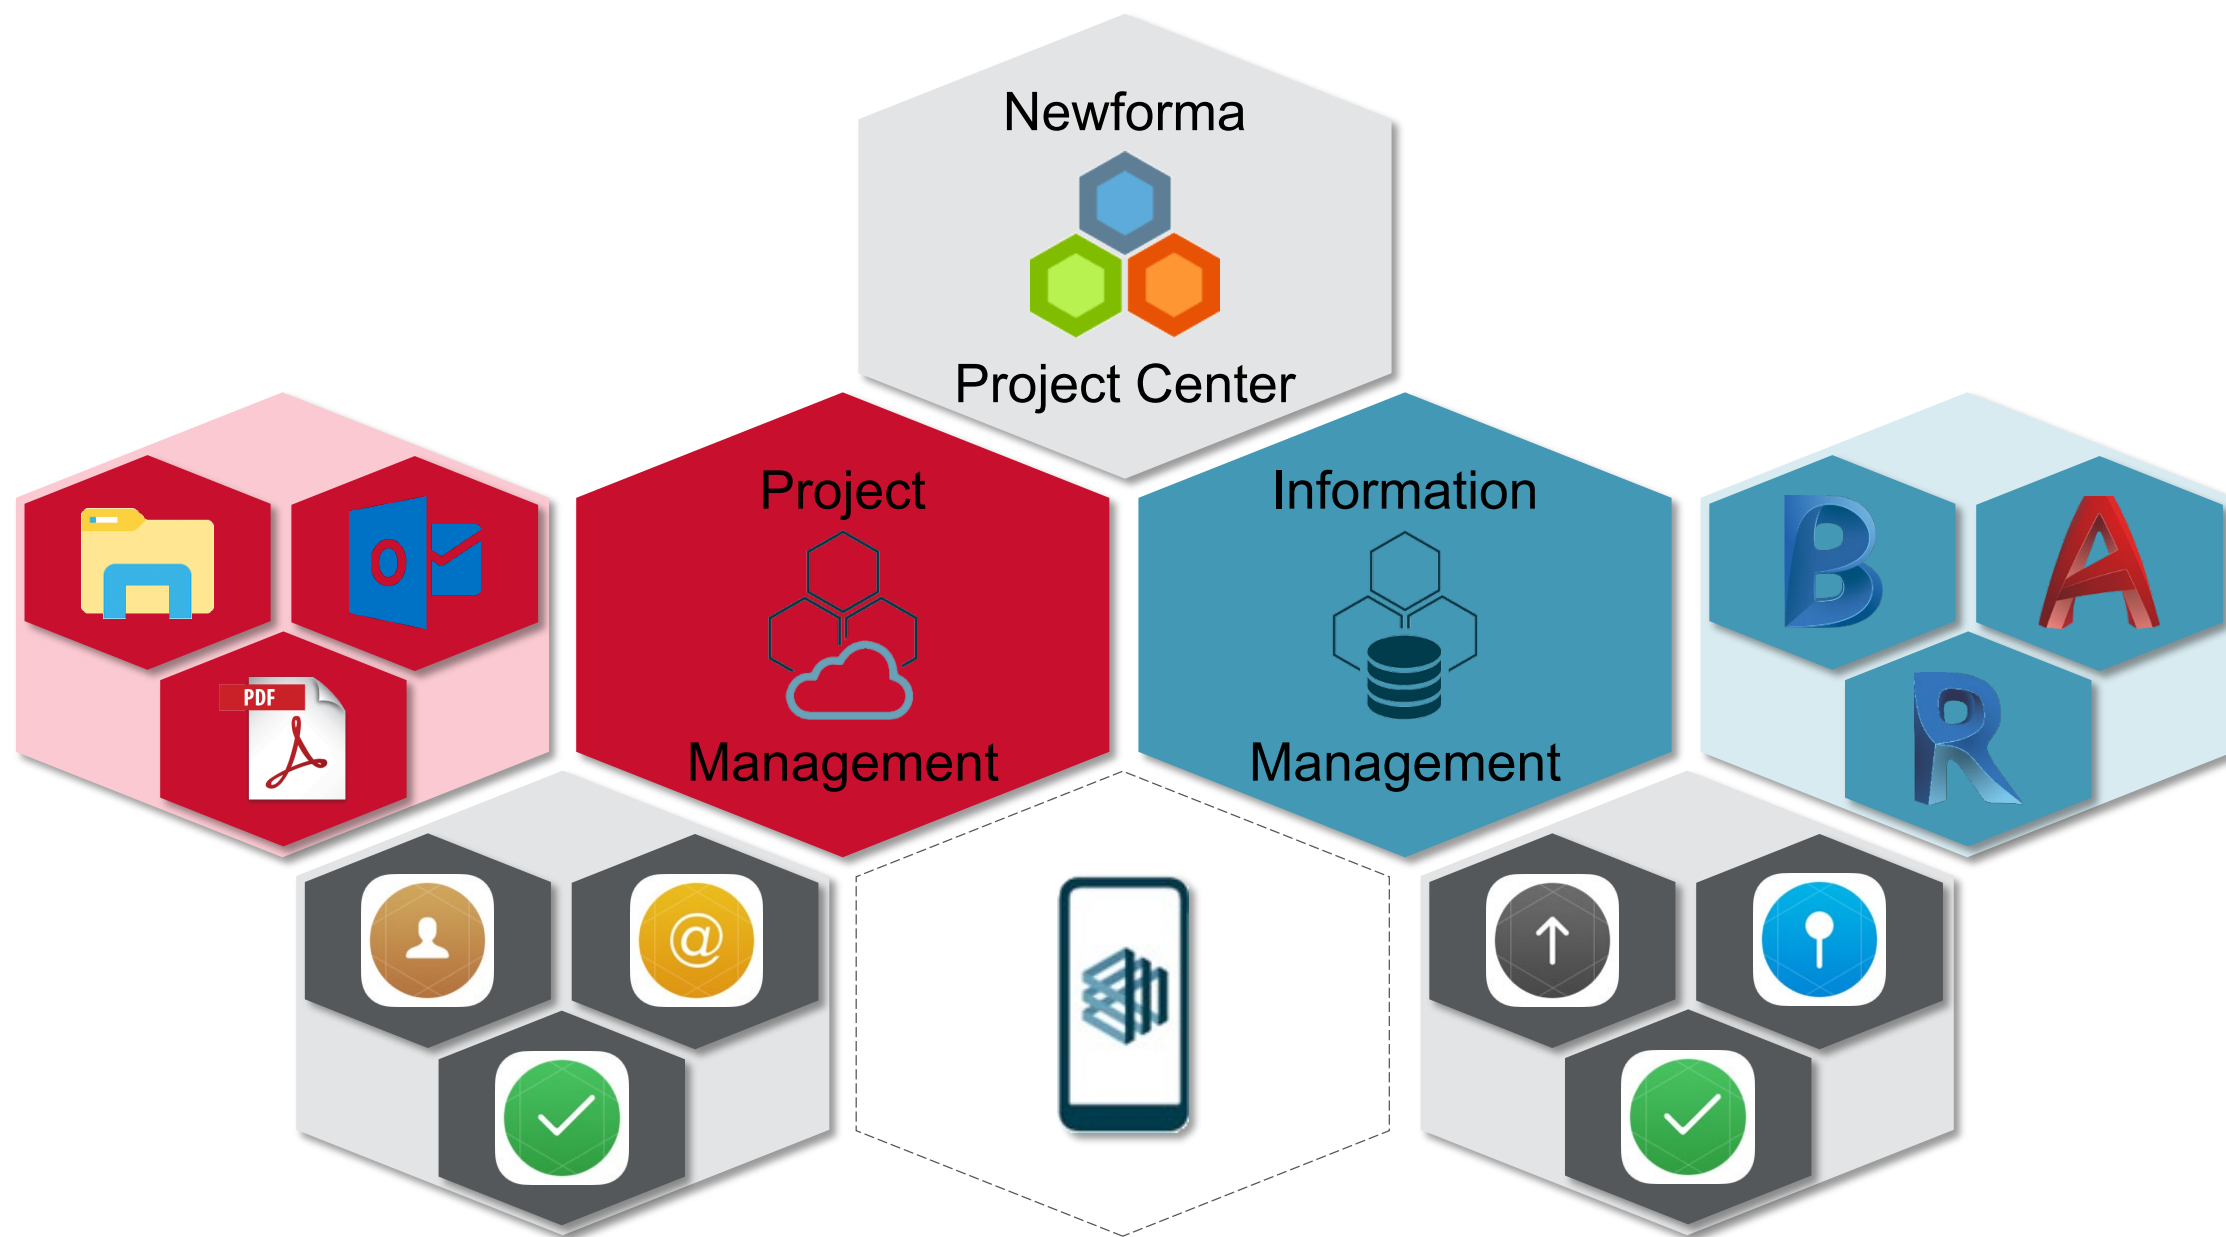 Newforma
Project Center
Project
Management
Information
Management
PDF
@